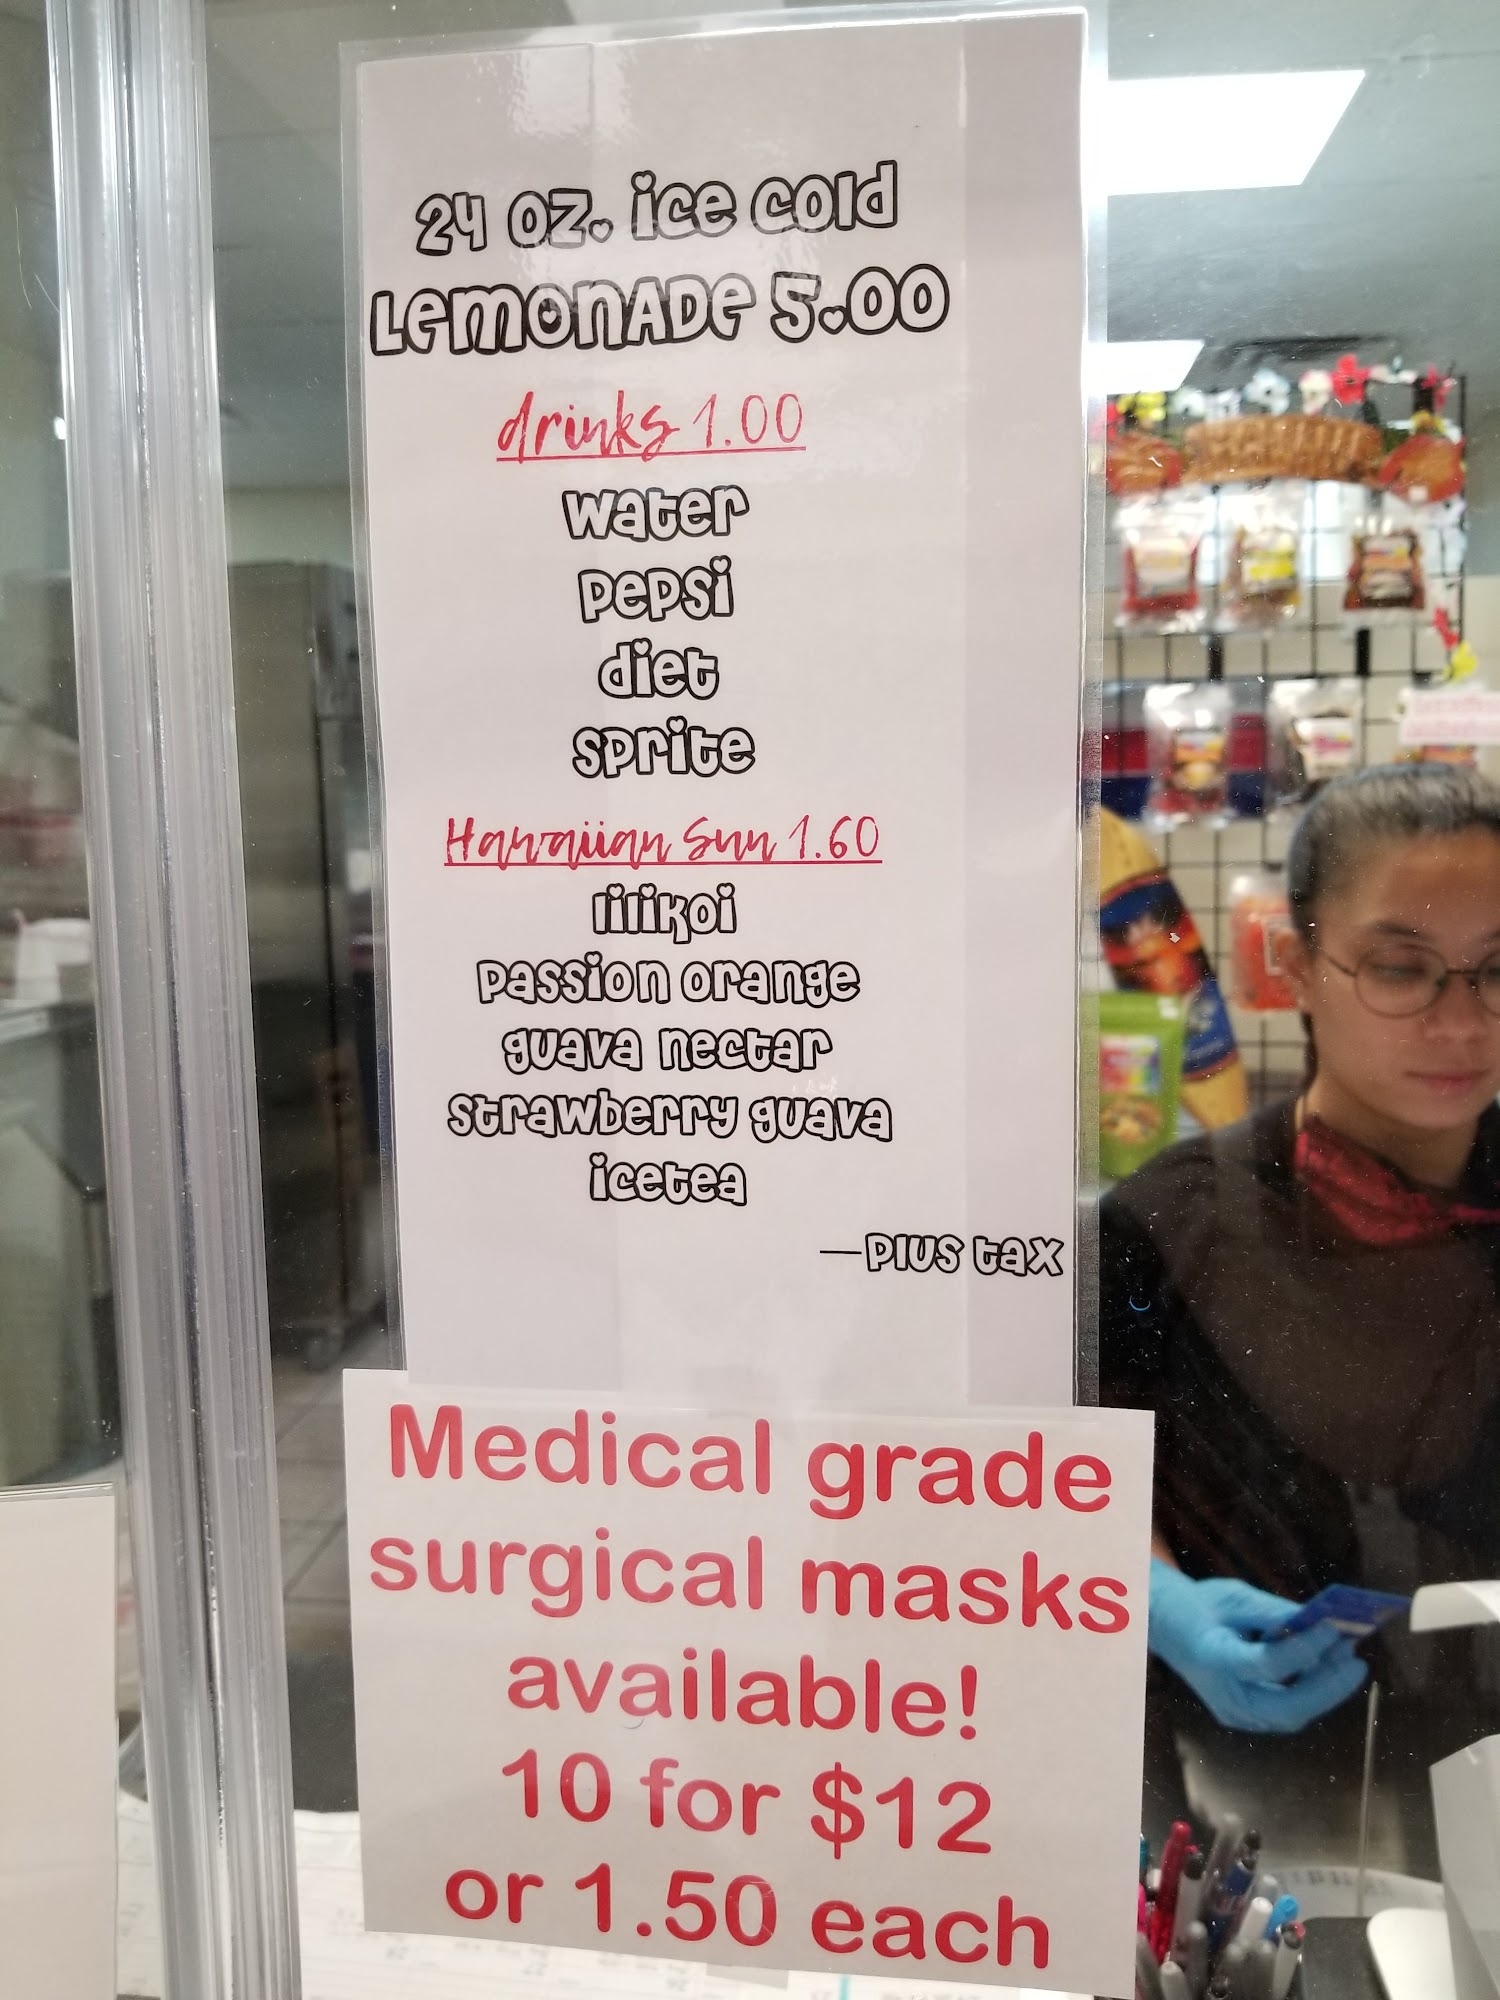 24 oz. ice cold
Lemonade 5.00
drinks 1.00
water
pepsi
diet
sprite
Hawaiian Sun 1.60
lilikoi
passion orange
guava nectar
strawberry guava
icetea
—plus tax
Medical grade
surgical masks
available!
10 for $12
or 1.50 each